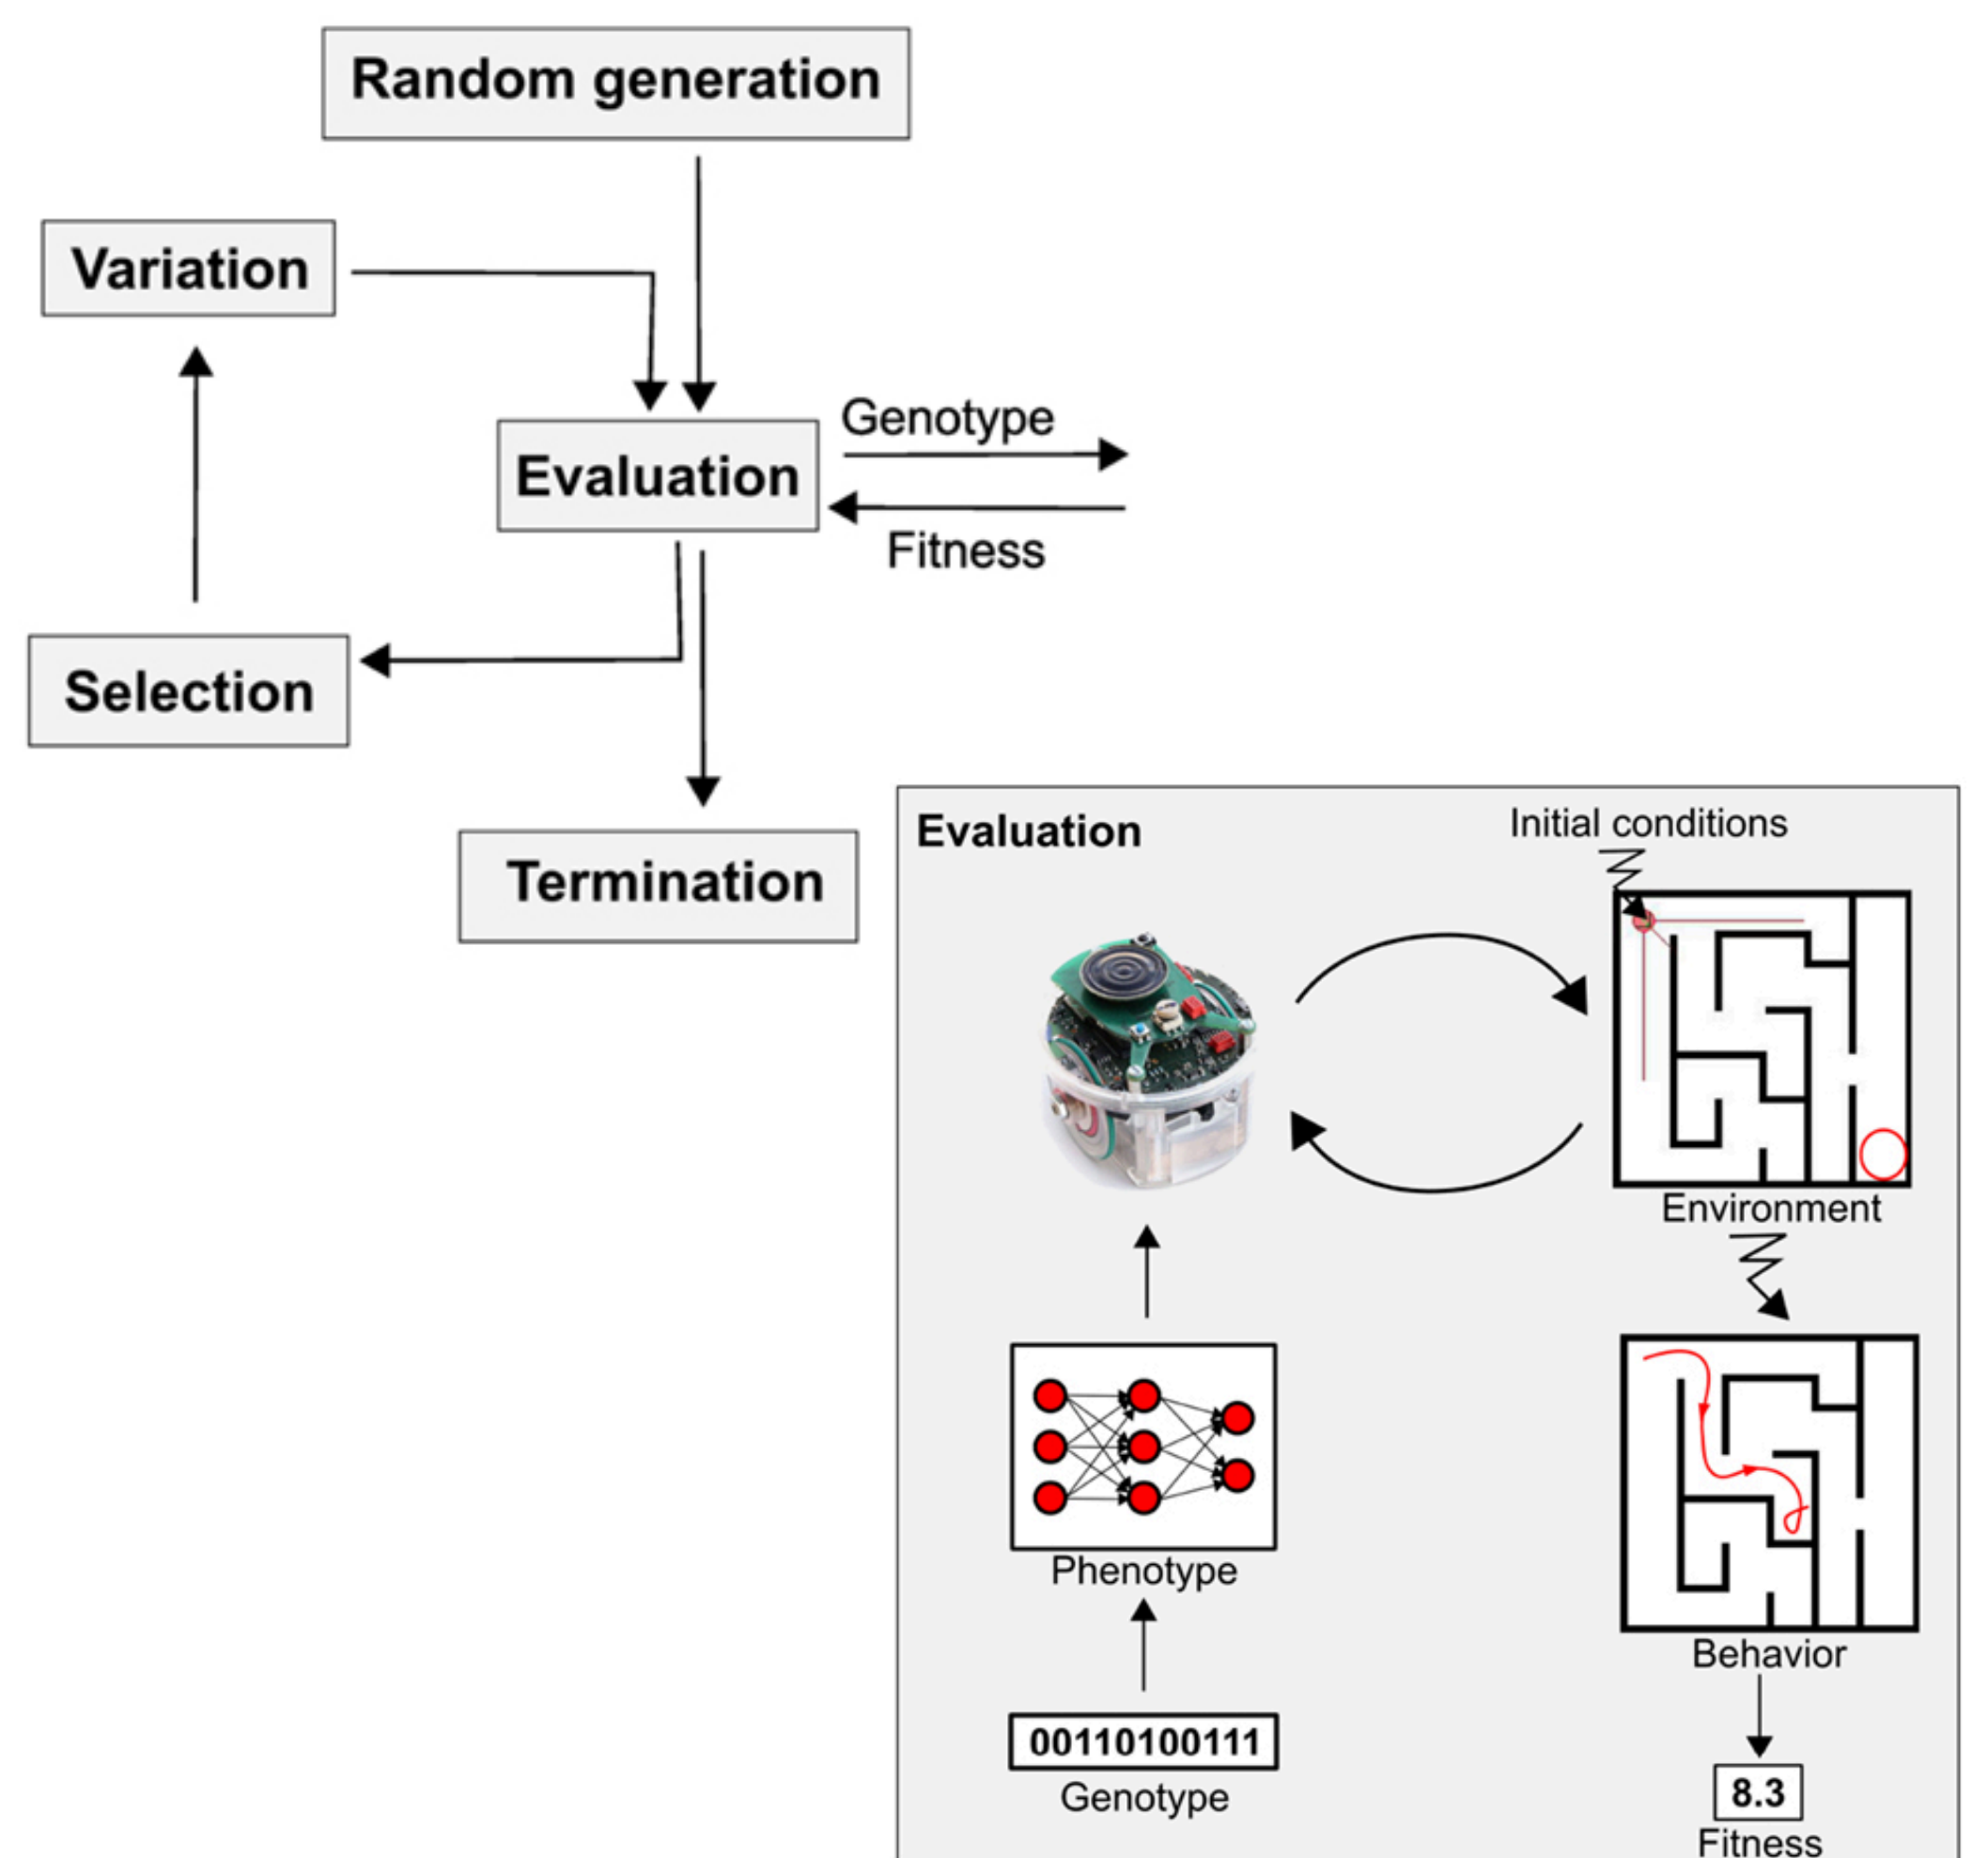 Random generation
Variation
Genotype
Evaluation
Fitness
Selection
Termination
Evaluation
Initial conditions
Environment
Phenotype
Behavior
00110100111
Genotype
8.3
Fitness